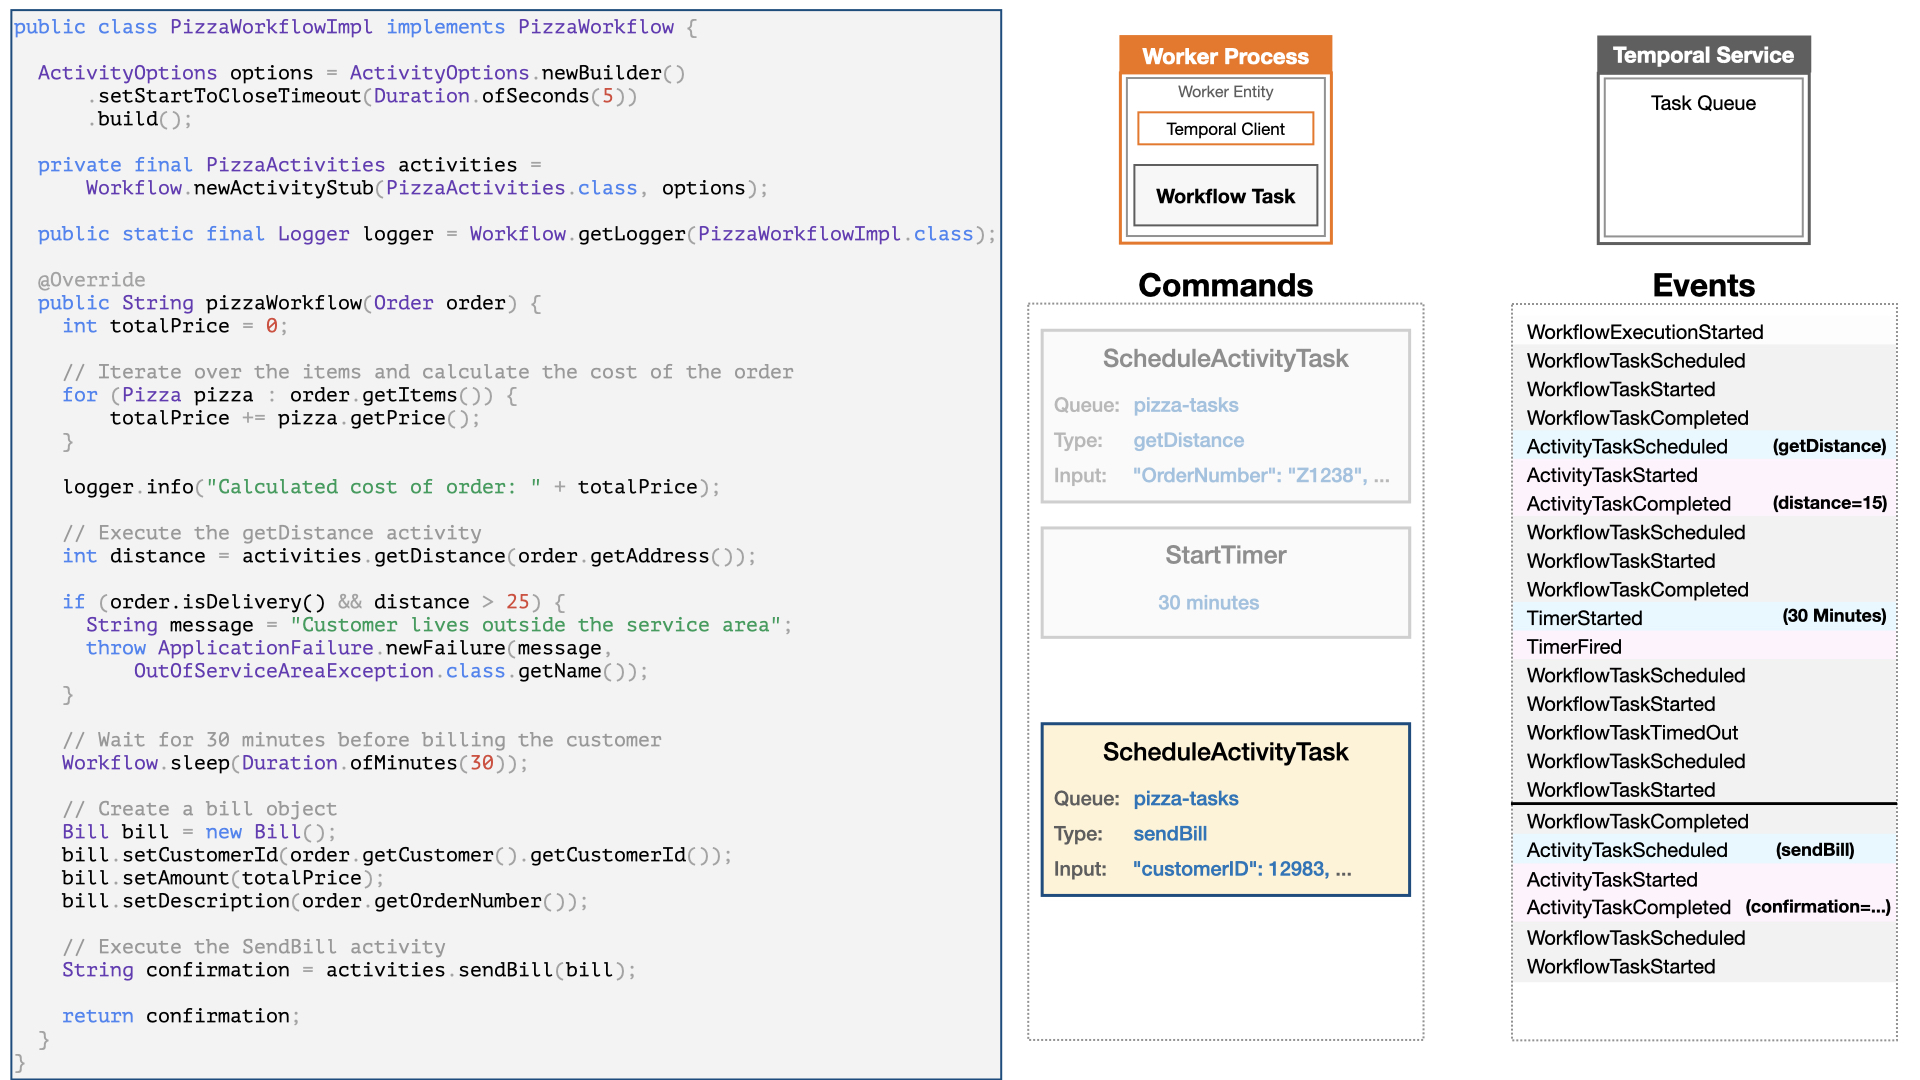 public class PizzaWorkflowImpl implements PizzaWorkflow {
ActivityOptions options = ActivityOptions.newBuilder()
.setStartToCloseTimeout(Duration.ofSeconds(5))
.build();
private final PizzaActivities activities =
Workflow.newActivityStub(PizzaActivities.class, options);
public static final Logger logger = Workflow.getLogger(PizzaWorkflowImpl.class);
@Override
public String pizzaWorkflow(Order order) {
int totalPrice = 0;
// Iterate over the items and calculate the cost of the order
for (Pizza pizza : order.getItems()) {
totalPrice += pizza.getPrice();
}
logger.info("Calculated cost of order: " + totalPrice);
// Execute the getDistance activity
int distance = activities.getDistance(order.getAddress());
if (order.isDelivery() && distance > 25) {
String message = "Customer lives outside the service area";
throw ApplicationFailure.newFailure(message,
OutOfServiceAreaException.class.getName());
}
// Wait for 30 minutes before billing the customer
Workflow.sleep(Duration.ofMinutes(30));
// Create a bill object
Bill bill = new Bill();
bill.setCustomerId(order.getCustomer().getCustomerId());
bill.setAmount(totalPrice);
bill.setDescription(order.getOrderNumber());
// Execute the SendBill activity
String confirmation = activities.sendBill(bill);
return confirmation;
}
}
Worker Process
Worker Entity
Temporal Client
Workflow Task
Commands
ScheduleActivityTask
Queue: pizza-tasks
Type: getDistance
Input: "OrderNumber": "Z1238", ...
StartTimer
30 minutes
ScheduleActivityTask
Queue: pizza-tasks
Type: sendBill
Input: "customerID": 12983, ...
Temporal Service
Task Queue
Events
WorkflowExecutionStarted
WorkflowTaskScheduled
WorkflowTaskStarted
WorkflowTaskCompleted
ActivityTaskScheduled (getDistance)
ActivityTaskStarted
ActivityTaskCompleted (distance=15)
WorkflowTaskScheduled
WorkflowTaskStarted
WorkflowTaskCompleted
TimerStarted (30 Minutes)
TimerFired
WorkflowTaskScheduled
WorkflowTaskStarted
WorkflowTaskTimedOut
WorkflowTaskScheduled
WorkflowTaskStarted
WorkflowTaskCompleted
ActivityTaskScheduled (sendBill)
ActivityTaskStarted
ActivityTaskCompleted (confirmation=...)
WorkflowTaskScheduled
WorkflowTaskStarted